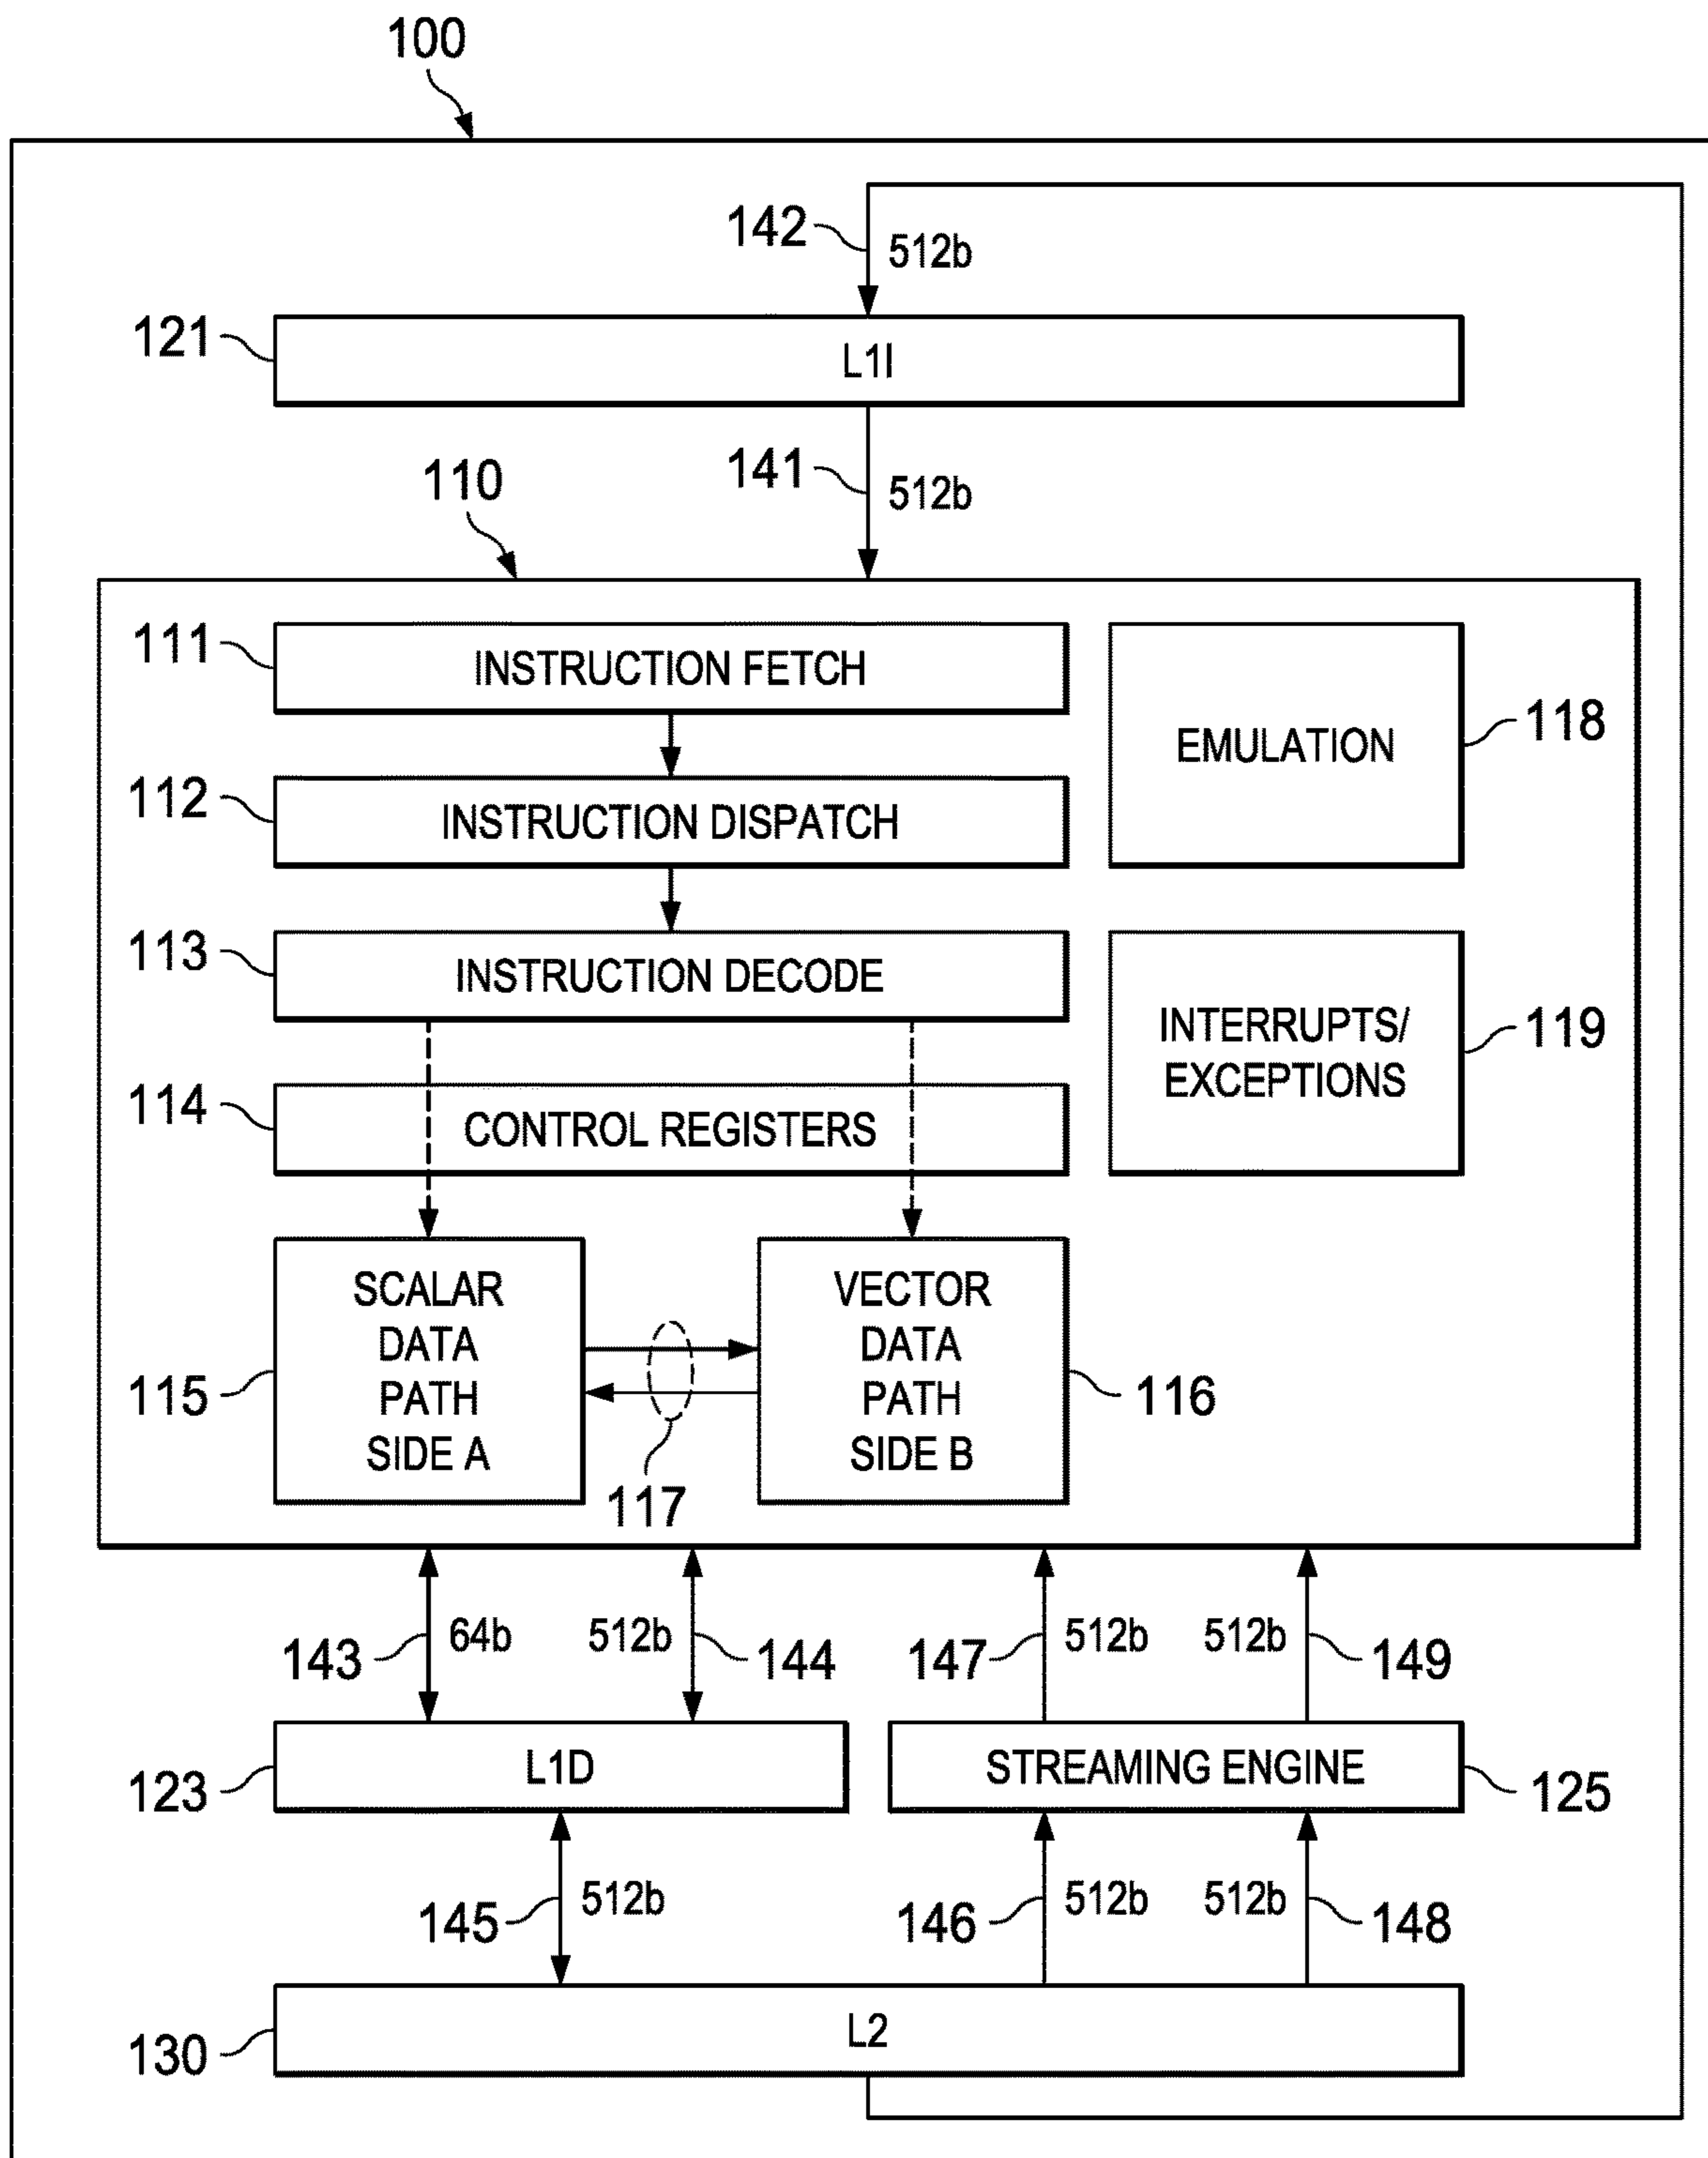 100
142
512b
121
L1I
141
512b
110
111
INSTRUCTION FETCH
EMULATION
118
112
INSTRUCTION DISPATCH
113
INSTRUCTION DECODE
INTERRUPTS/
EXCEPTIONS
119
114
CONTROL REGISTERS
SCALAR
DATA
PATH
SIDE A
115
VECTOR
DATA
PATH
SIDE B
116
117
143
64b
512b
144
147
512b
512b
149
123
L1D
STREAMING ENGINE
125
145
512b
146
512b
512b
148
130
L2